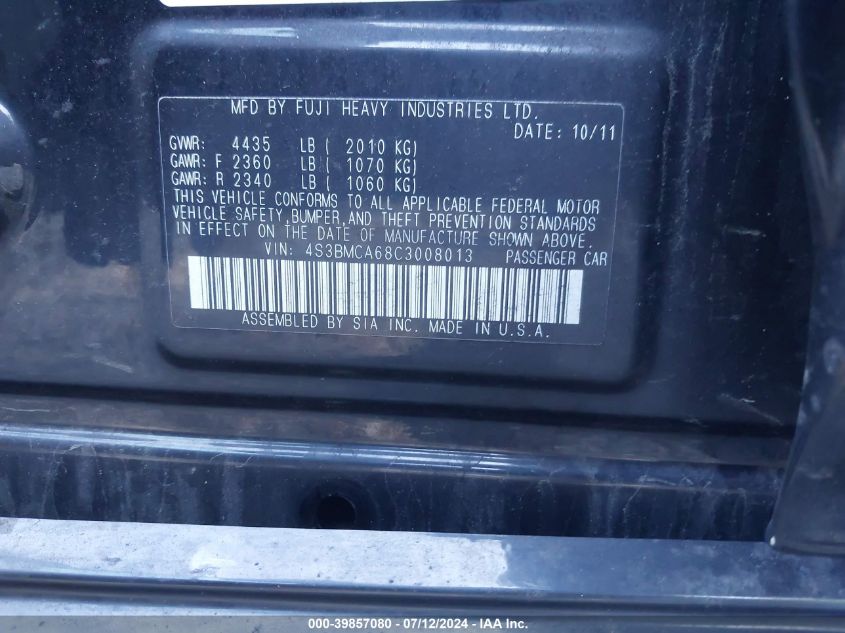 MFD BY FUJI HEAVY INDUSTRIES LTD.
DATE: 10/11
GVWR: 4435 LB ( 2010 KG)
GAWR: F 2360 LB ( 1070 KG)
GAWR: R 2340 LB ( 1060 KG)
THIS VEHICLE CONFORMS TO ALL APPLICABLE FEDERAL MOTOR
VEHICLE SAFETY,BUMPER,AND THEFT PREVENTION STANDARDS
IN EFFECT ON THE DATE OF MANUFACTURE SHOWN ABOVE.
VIN: 4S3BMCA68C3008013 PASSENGER CAR
ASSEMBLED BY SIA INC. MADE IN U.S.A.
000-39857080 - 07/12/2024 - IAA Inc.